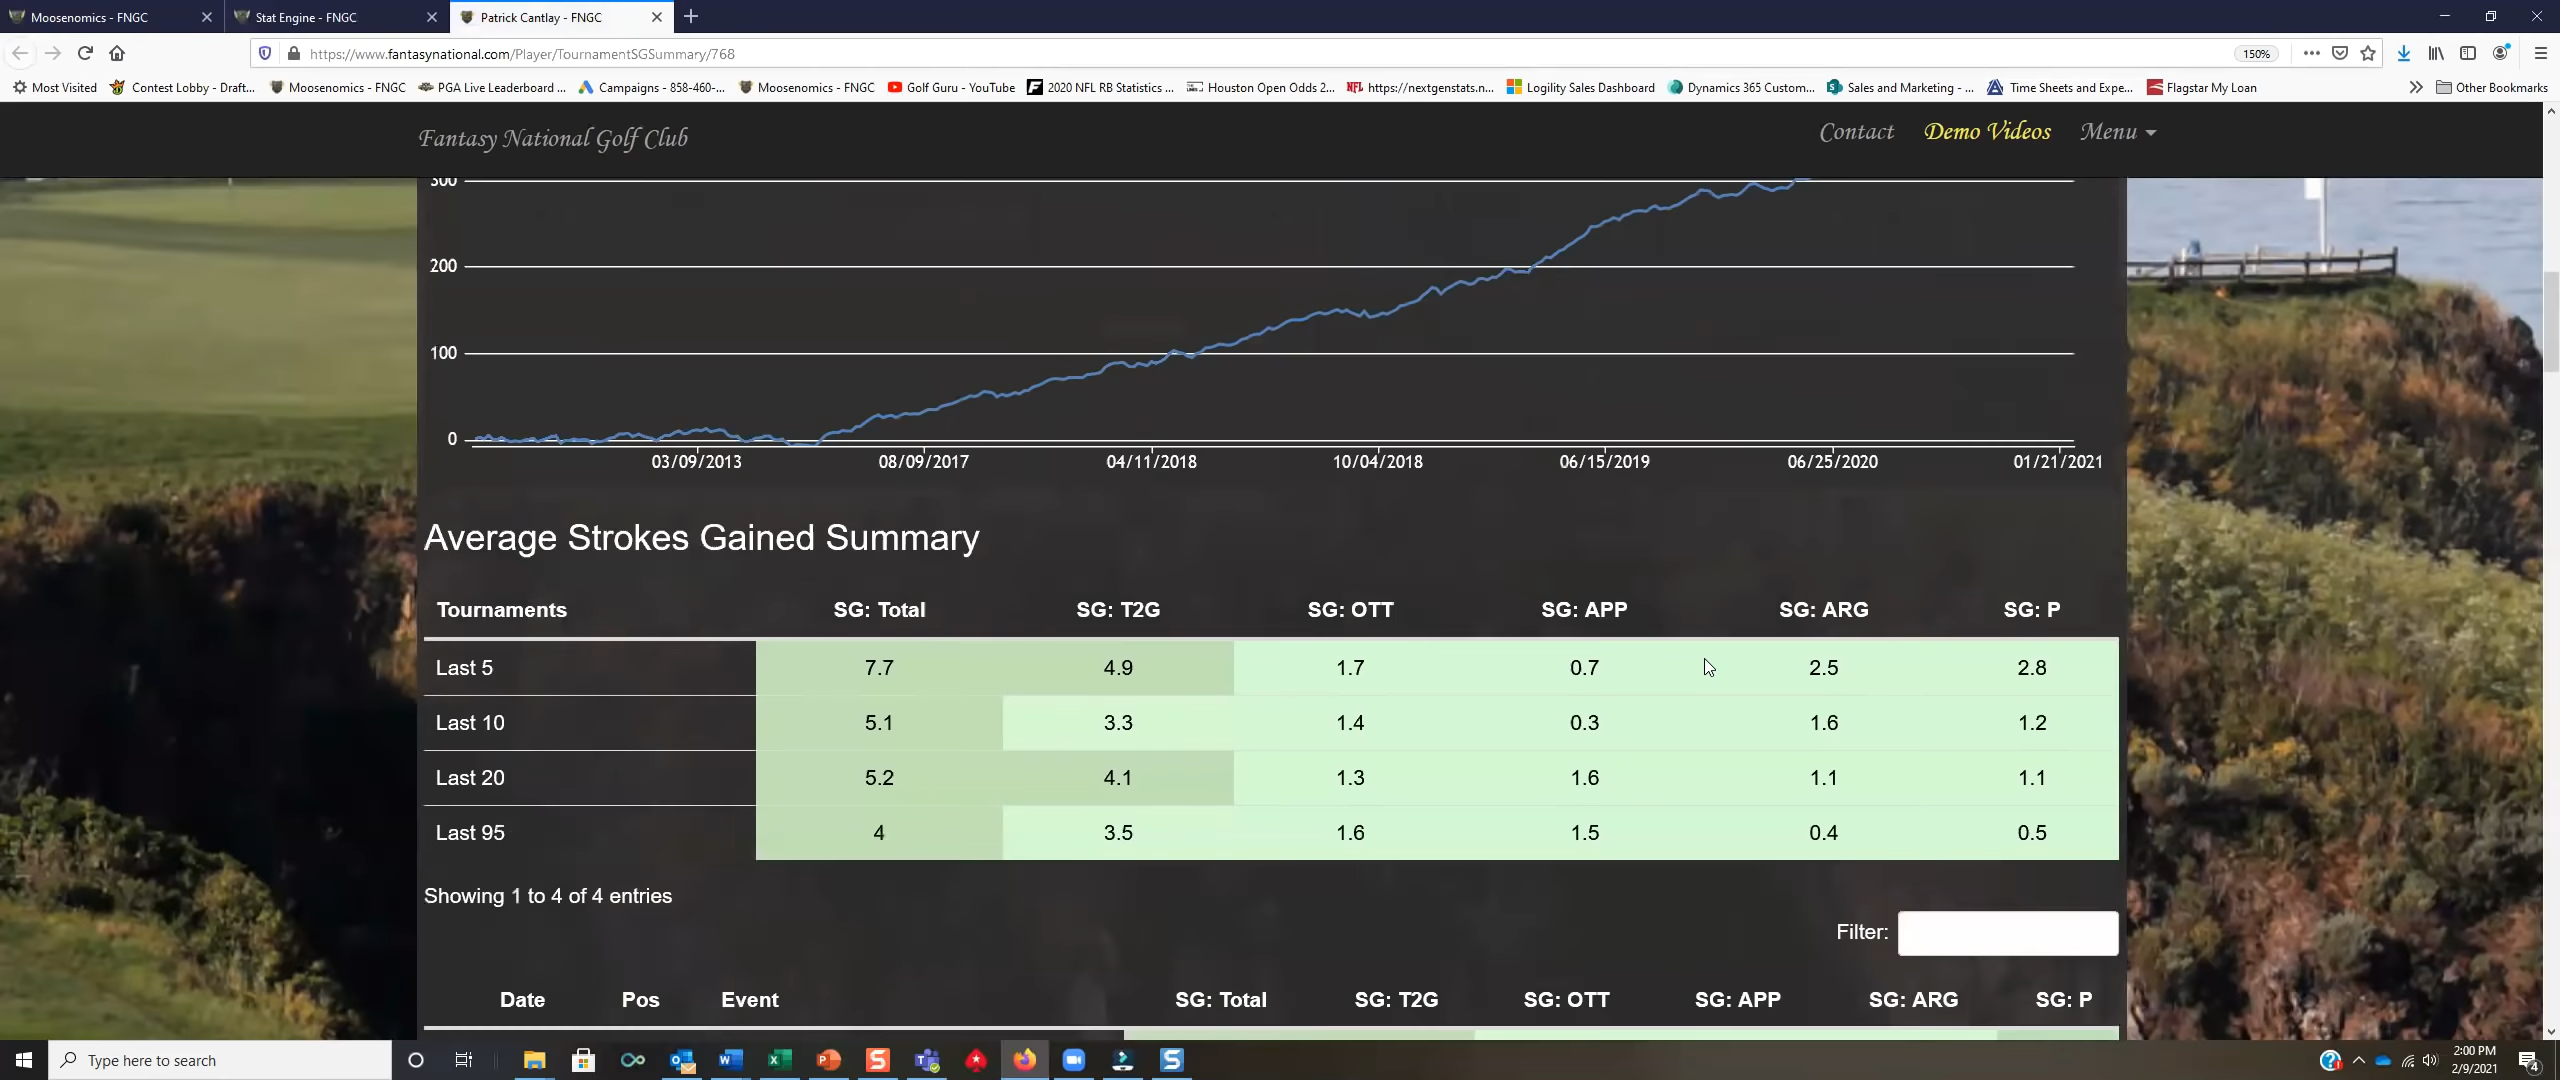 Moosenomics - FNGC
Stat Engine - FNGC
Patrick Cantlay - FNGC
https://www.fantasynational.com/Player/TournamentSGSummary/768
150%
Most Visited
Contest Lobby - Draft...
Moosenomics - FNGC
PGA Live Leaderboard ...
Campaigns - 858-460-...
Moosenomics - FNGC
Golf Guru - YouTube
2020 NFL RB Statistics ...
Houston Open Odds 2...
https://nextgenstats.n...
Logility Sales Dashboard
Dynamics 365 Custom...
Sales and Marketing - ...
Time Sheets and Expe...
Flagstar My Loan
Other Bookmarks
Fantasy National Golf Club
Contact
Demo Videos
Menu
300
200
100
0
03/09/2013 08/09/2017 04/11/2018 10/04/2018 06/15/2019 06/25/2020 01/21/2021
Average Strokes Gained Summary
Tournaments SG: Total SG: T2G SG: OTT SG: APP SG: ARG SG: P
Last 5 7.7 4.9 1.7 0.7 2.5 2.8
Last 10 5.1 3.3 1.4 0.3 1.6 1.2
Last 20 5.2 4.1 1.3 1.6 1.1 1.1
Last 95 4 3.5 1.6 1.5 0.4 0.5
Showing 1 to 4 of 4 entries
Filter:
Date Pos Event SG: Total SG: T2G SG: OTT SG: APP SG: ARG SG: P
Type here to search
2:00 PM
2/9/2021
4